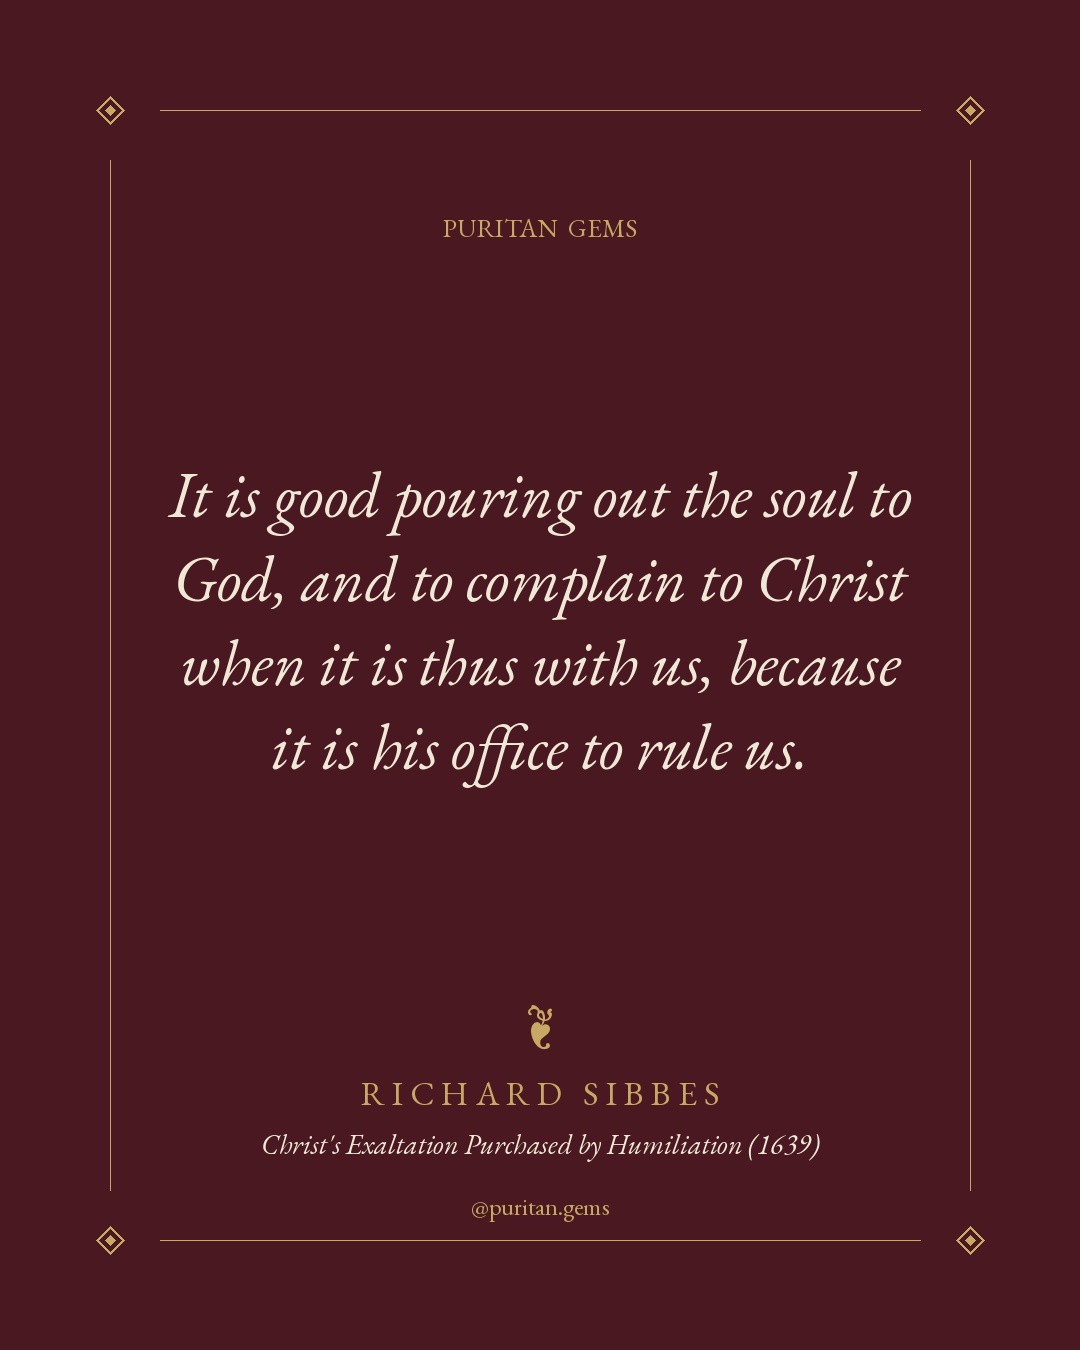 PURITAN GEMS
It is good pouring out the soul to
God, and to complain to Christ
when it is thus with us, because
it is his office to rule us.
RICHARD SIBBES
Christ's Exaltation Purchased by Humiliation (1639)
@puritan.gems